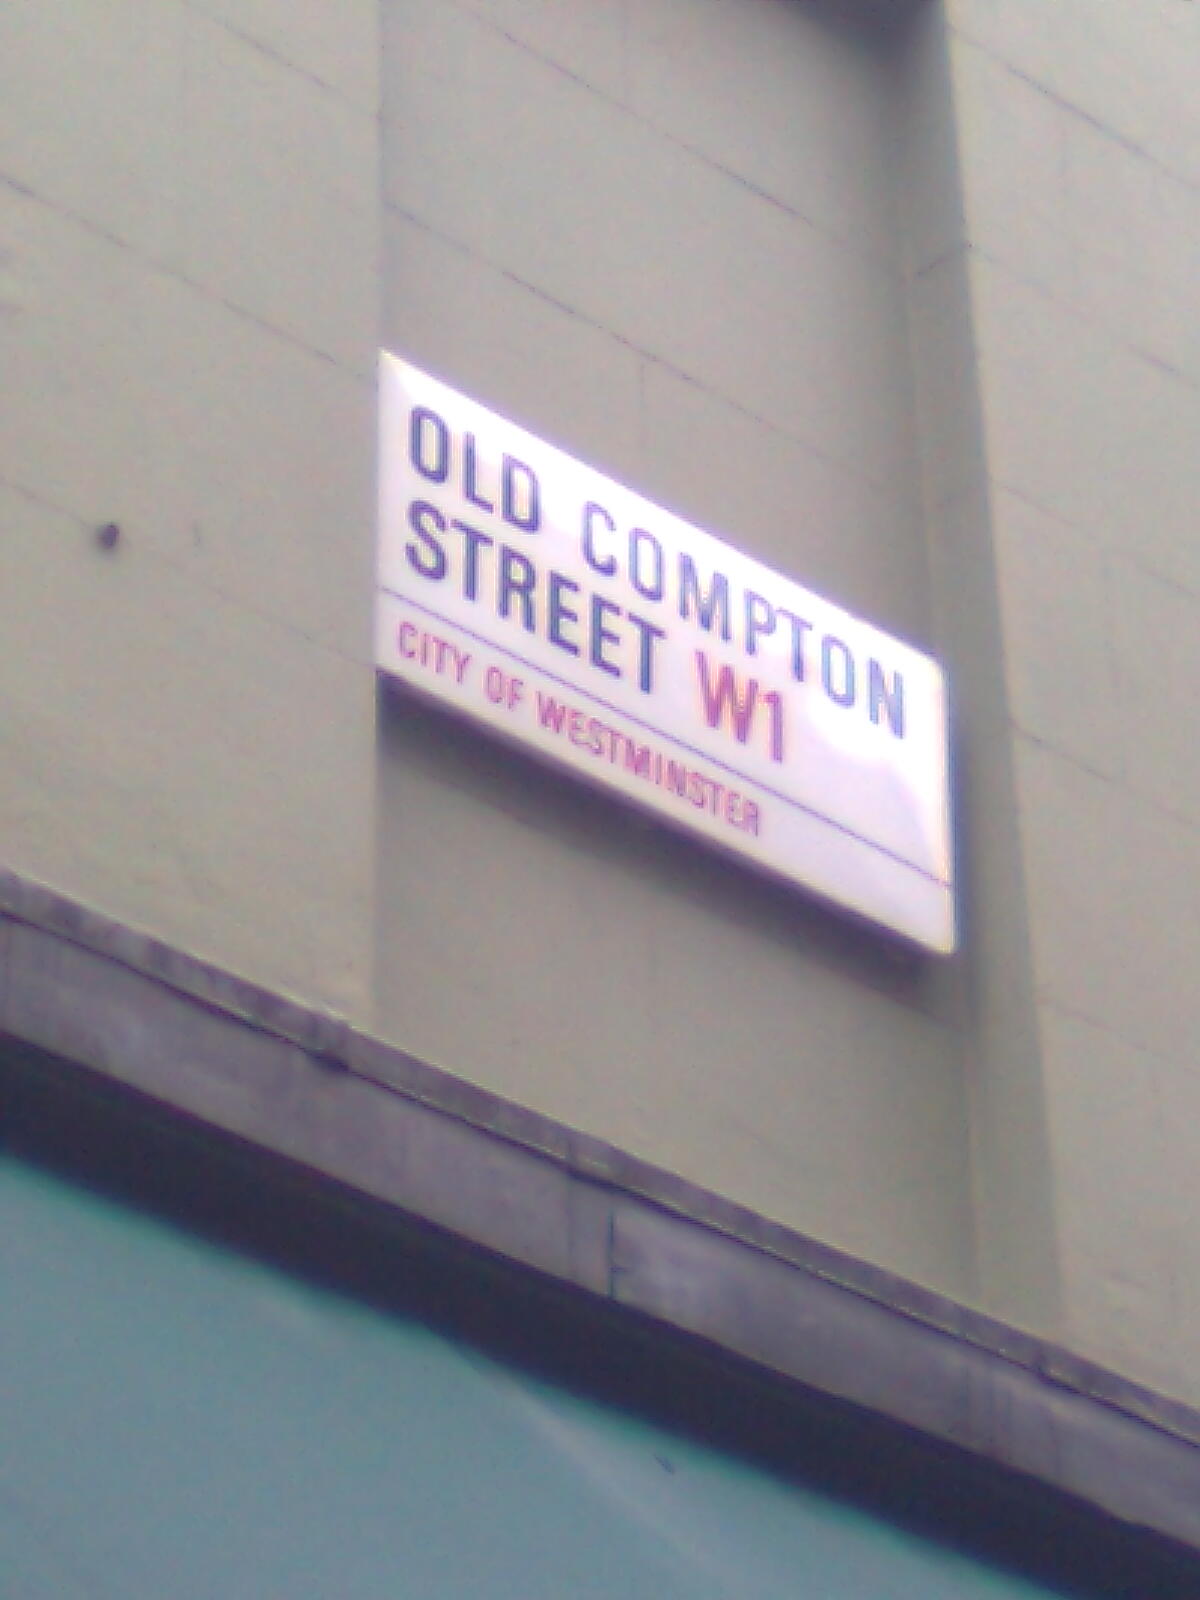 OLD COMPTON
STREET W1
CITY OF WESTMINSTER